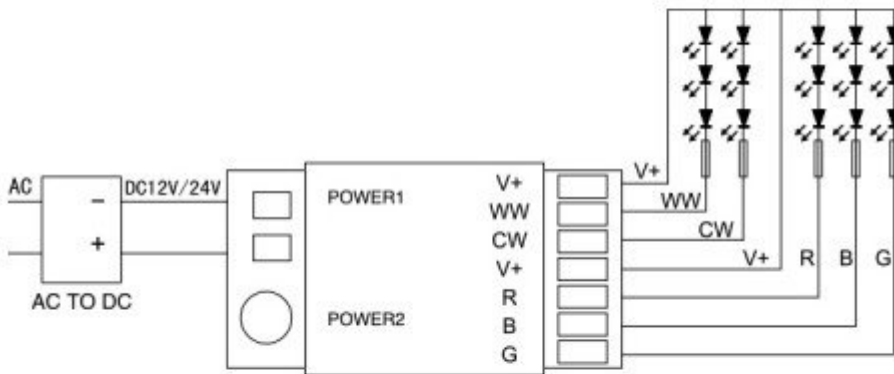 AC
−
+
AC TO DC
DC12V/24V
POWER1
POWER2
V+
WW
CW
V+
R
B
G
V+
WW
CW
V+
R
B
G